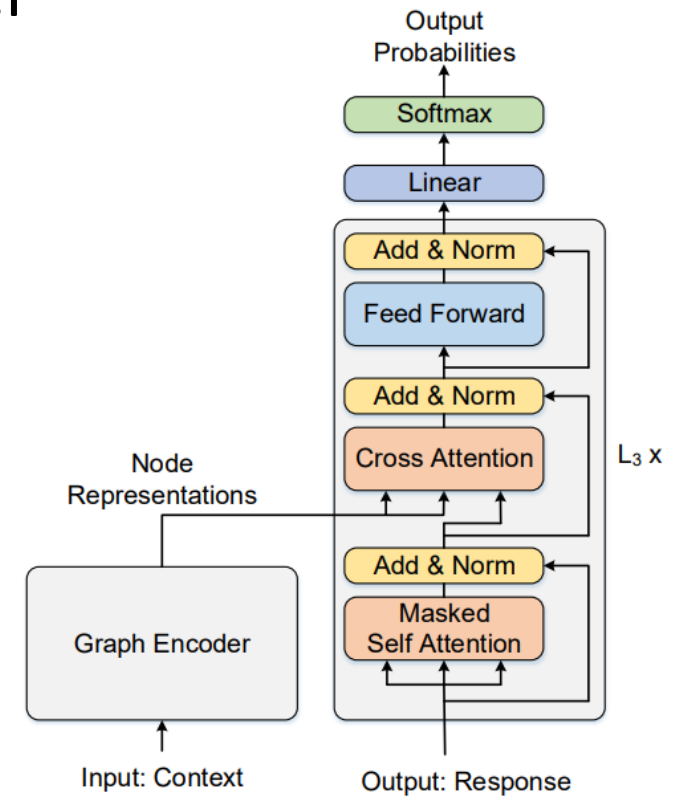 Output
Probabilities
Softmax
Linear
Add & Norm
Feed Forward
Add & Norm
Cross Attention
L₃ x
Node
Representations
Add & Norm
Masked
Self Attention
Graph Encoder
Input: Context
Output: Response